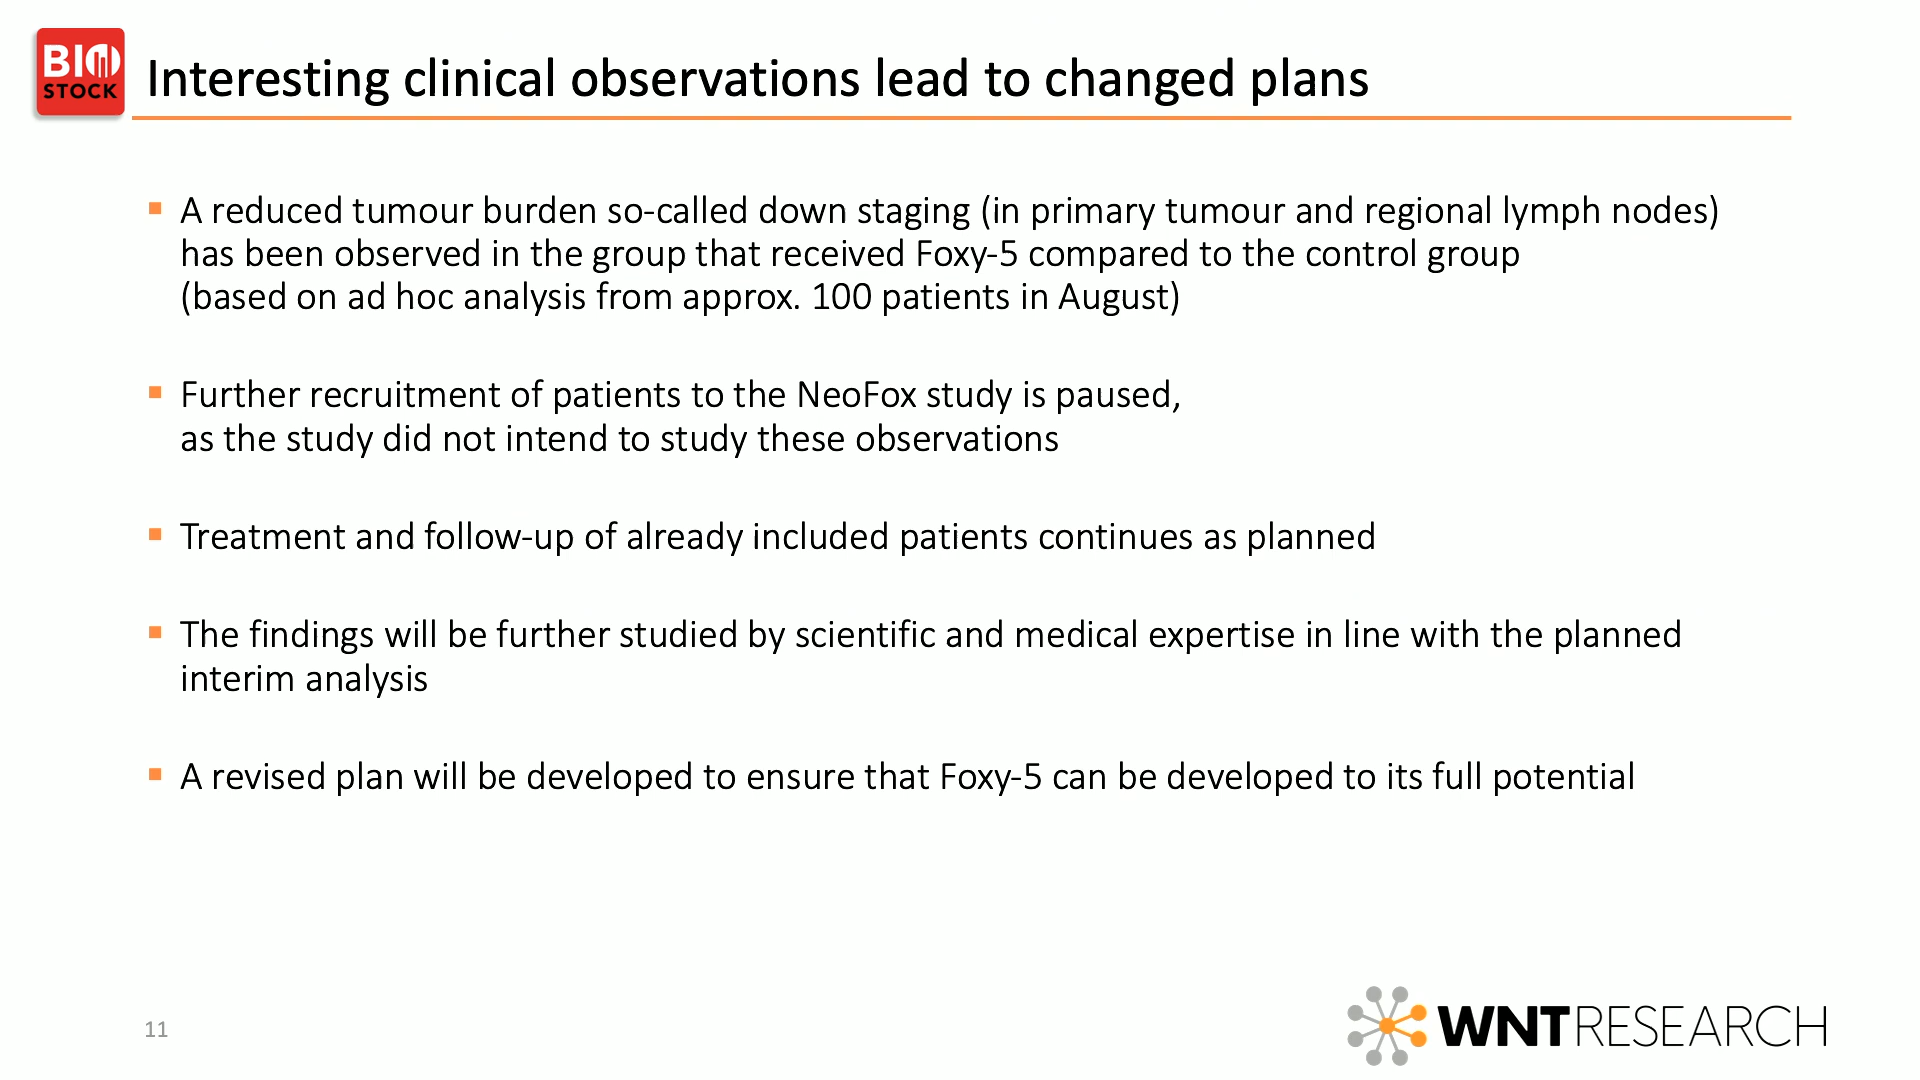 BIO
STOCK
Interesting clinical observations lead to changed plans
▪ A reduced tumour burden so-called down staging (in primary tumour and regional lymph nodes)
has been observed in the group that received Foxy-5 compared to the control group
(based on ad hoc analysis from approx. 100 patients in August)
▪ Further recruitment of patients to the NeoFox study is paused,
as the study did not intend to study these observations
▪ Treatment and follow-up of already included patients continues as planned
▪ The findings will be further studied by scientific and medical expertise in line with the planned
interim analysis
▪ A revised plan will be developed to ensure that Foxy-5 can be developed to its full potential
11
WNTRESEARCH